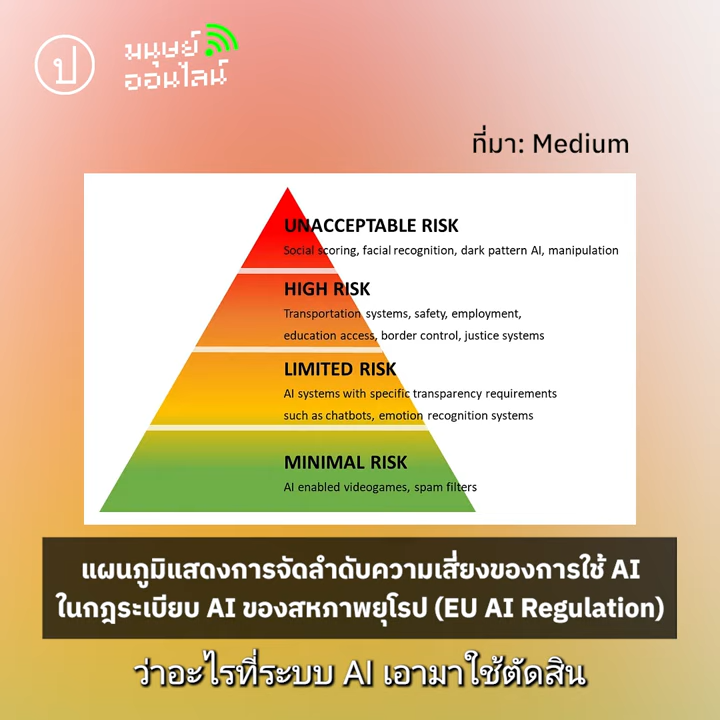 ป
มนุษย์
ออนไลน์
ที่มา: Medium
UNACCEPTABLE RISK
Social scoring, facial recognition, dark pattern AI, manipulation
HIGH RISK
Transportation systems, safety, employment,
education access, border control, justice systems
LIMITED RISK
AI systems with specific transparency requirements
such as chatbots, emotion recognition systems
MINIMAL RISK
AI enabled videogames, spam filters
แผนภูมิแสดงการจัดลำดับความเสี่ยงของการใช้ AI
ในกฎระเบียบ AI ของสหภาพยุโรป (EU AI Regulation)
ว่าอะไรที่ระบบ AI เอามาใช้ตัดสิน